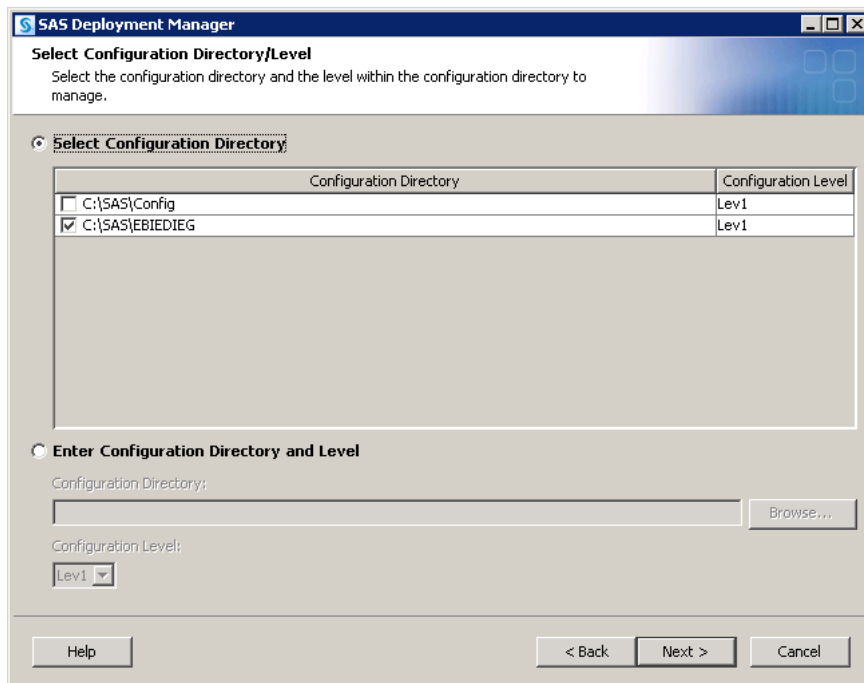 SAS Deployment Manager
Select Configuration Directory/Level
Select the configuration directory and the level within the configuration directory to
manage.
Select Configuration Directory
Configuration Directory Configuration Level
C:\SAS\Config Lev1
C:\SAS\EBIEDIEG Lev1
Enter Configuration Directory and Level
Configuration Directory:
Browse...
Configuration Level:
Lev1
Help < Back Next > Cancel